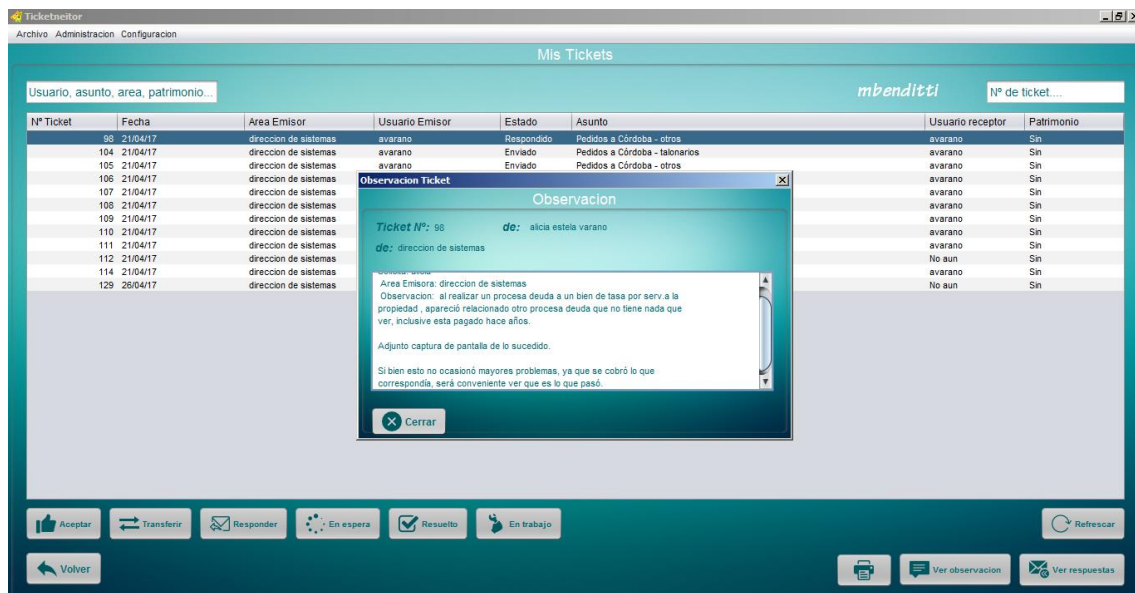 Ticketneitor
Archivo Administracion Configuracion
Mis Tickets
Usuario, asunto, area, patrimonio...
mbenditti
Nº de ticket....
Nº Ticket Fecha Area Emisor Usuario Emisor Estado Asunto Usuario receptor Patrimonio
98 21/04/17 direccion de sistemas avarano Respondido Pedidos a Córdoba - otros avarano Sin
104 21/04/17 direccion de sistemas avarano Enviado Pedidos a Córdoba - talonarios avarano Sin
105 21/04/17 direccion de sistemas avarano Enviado Pedidos a Córdoba - otros avarano Sin
106 21/04/17 direccion de sistemas avarano Sin
107 21/04/17 direccion de sistemas avarano Sin
108 21/04/17 direccion de sistemas avarano Sin
109 21/04/17 direccion de sistemas avarano Sin
110 21/04/17 direccion de sistemas avarano Sin
111 21/04/17 direccion de sistemas avarano Sin
112 21/04/17 direccion de sistemas No aun Sin
114 21/04/17 direccion de sistemas avarano Sin
129 26/04/17 direccion de sistemas No aun Sin
Observacion Ticket
Observacion
Ticket Nº: 98 de: alicia estela varano
de: direccion de sistemas
Area Emisora: direccion de sistemas
Observacion: al realizar un procesa deuda a un bien de tasa por serv.a la
propiedad , apareció relacionado otro procesa deuda que no tiene nada que
ver, inclusive esta pagado hace años.
Adjunto captura de pantalla de lo sucedido.
Si bien esto no ocasionó mayores problemas, ya que se cobró lo que
correspondía, será conveniente ver que es lo que pasó.
Cerrar
Aceptar Transferir Responder En espera Resuelto En trabajo Refrescar
Volver Ver observacion Ver respuestas